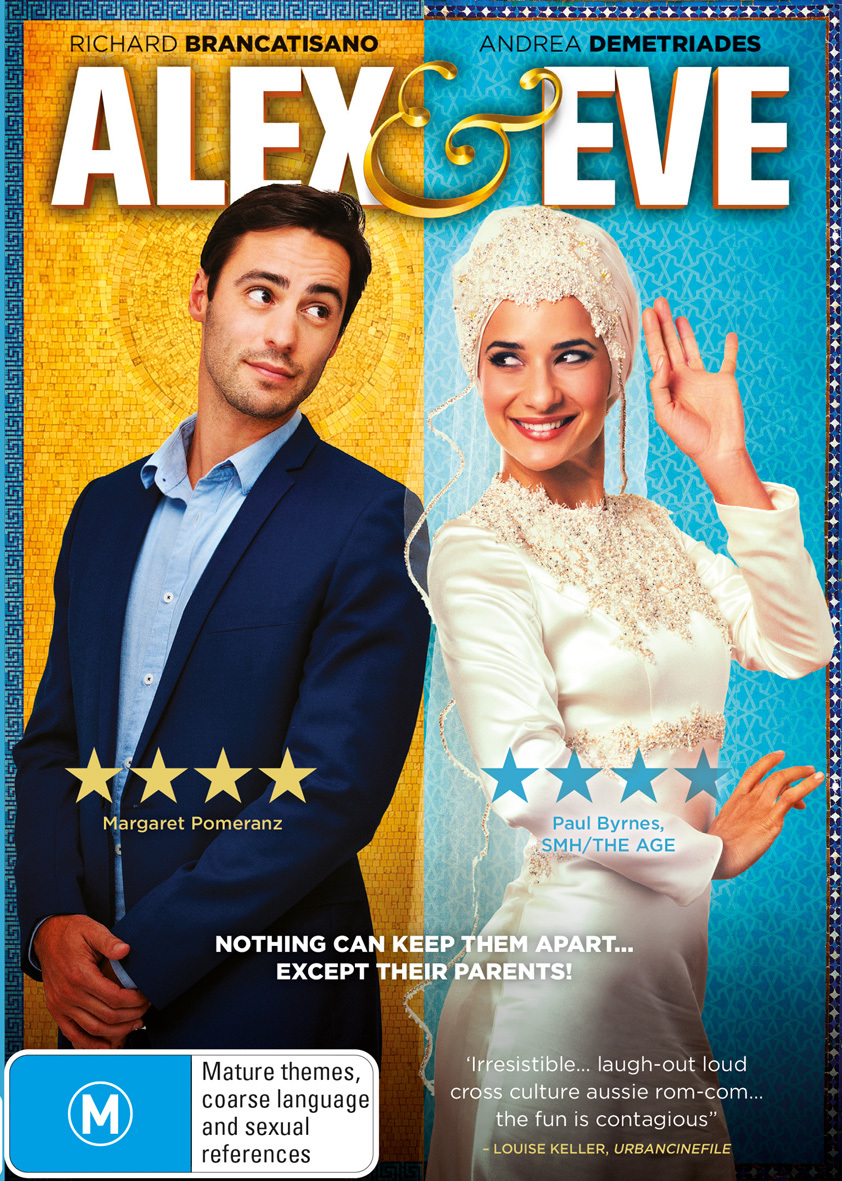 RICHARD BRANCATISANO
ANDREA DEMETRIADES
ALEX & EVE
Margaret Pomeranz
Paul Byrnes,
SMH/THE AGE
NOTHING CAN KEEP THEM APART...
EXCEPT THEIR PARENTS!
'Irresistible... laugh-out loud
cross culture aussie rom-com...
the fun is contagious”
– LOUISE KELLER, URBANCINEFILE
M
Mature themes,
coarse language
and sexual
references